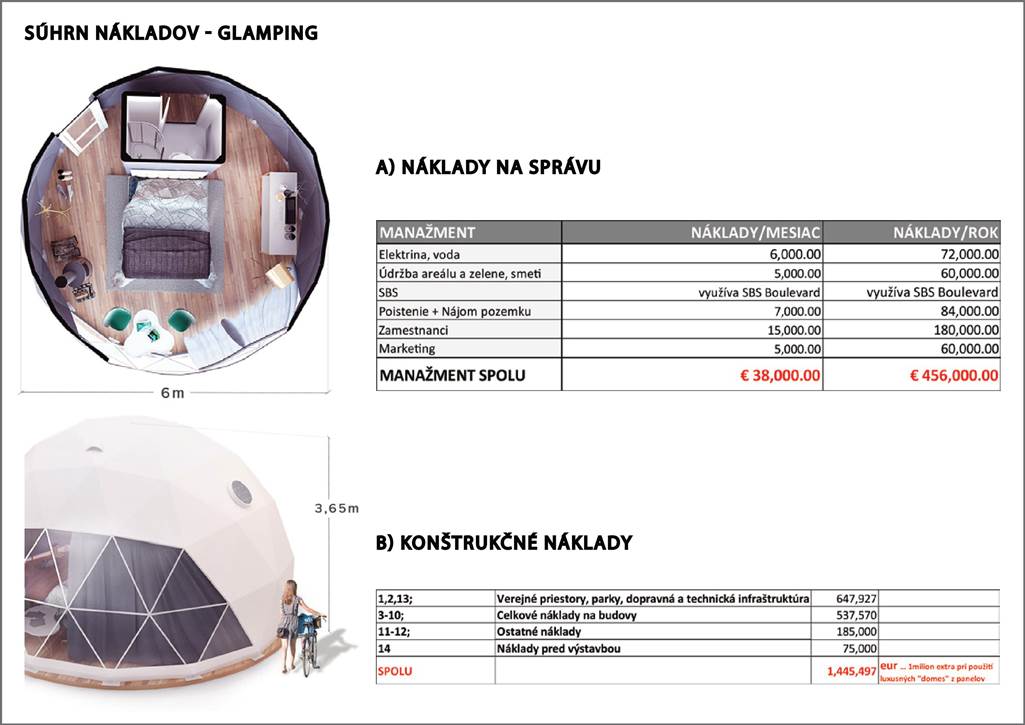 SÚHRN NÁKLADOV - GLAMPING
A) NÁKLADY NA SPRÁVU
MANAŽMENT NÁKLADY/MESIAC NÁKLADY/ROK
Elektrina, voda 6,000.00 72,000.00
Údržba areálu a zelene, smeti 5,000.00 60,000.00
SBS využíva SBS Boulevard využíva SBS Boulevard
Poistenie + Nájom pozemku 7,000.00 84,000.00
Zamestnanci 15,000.00 180,000.00
Marketing 5,000.00 60,000.00
MANAŽMENT SPOLU € 38,000.00 € 456,000.00
6m
3,65m
B) KONŠTRUKČNÉ NÁKLADY
1,2,13; Verejné priestory, parky, dopravná a technická infraštruktúra 647,927
3-10; Celkové náklady na budovy 537,570
11-12; Ostatné náklady 185,000
14 Náklady pred výstavbou 75,000
SPOLU 1,445,497 eur ... 1milion extra pri použití
luxusných "domes" z panelov